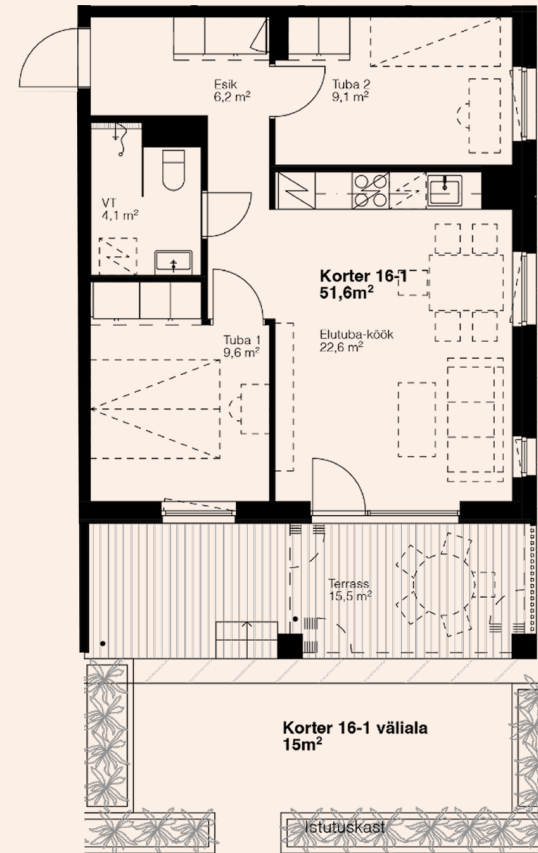 Esik
6,2 m²
Tuba 2
9,1 m²
VT
4,1 m²
Korter 16-1
51,6m²
Elutuba-köök
22,6 m²
Tuba 1
9,6 m²
Terrass
15,5 m²
Korter 16-1 väliala
15m²
Istutuskast